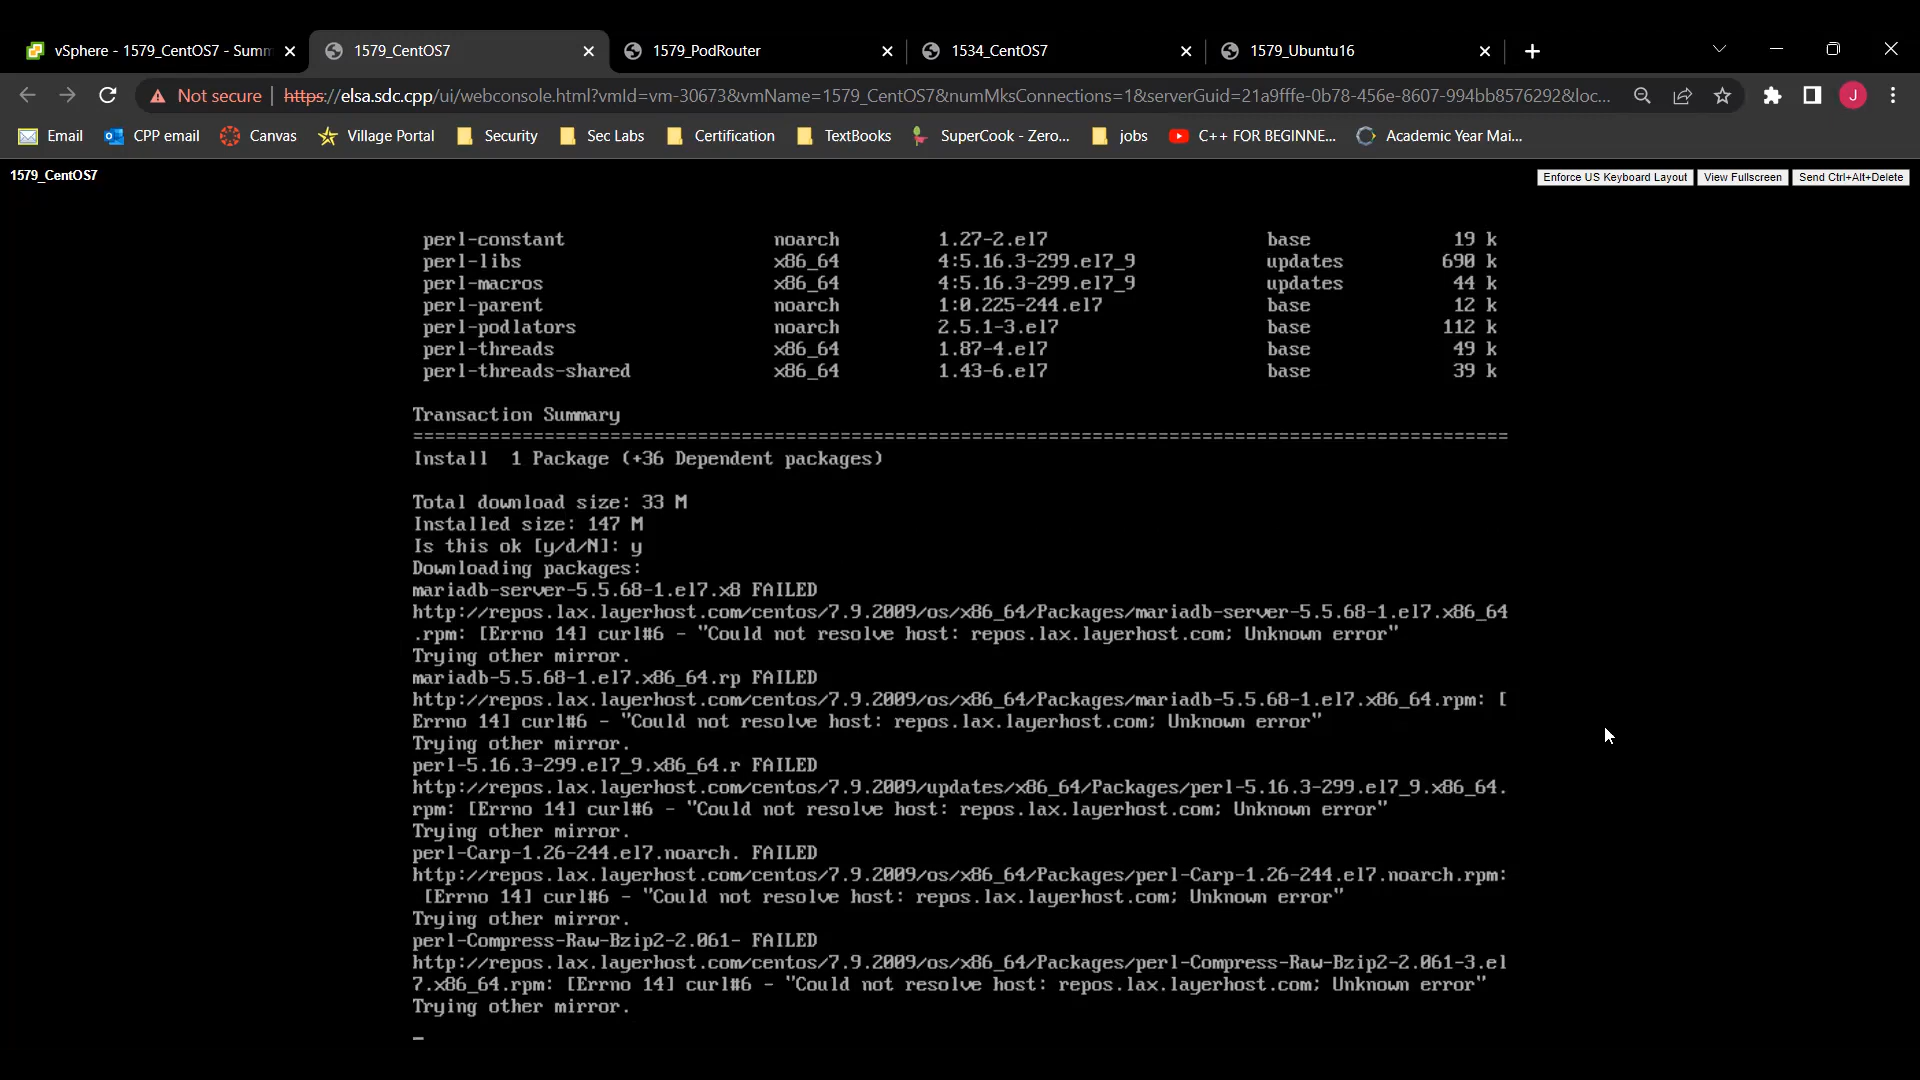 vSphere - 1579_CentOS7 - Summ
1579_CentOS7
1579_PodRouter
1534_CentOS7
1579_Ubuntu16
Not secure | https://elsa.sdc.cpp/ui/webconsole.html?vmId=vm-30673&vmName=1579_CentOS7&numMksConnections=1&serverGuid=21a9fffe-0b78-456e-8607-994bb8576292&loc...
J
Email CPP email Canvas Village Portal Security Sec Labs Certification TextBooks SuperCook - Zero... jobs C++ FOR BEGINNE... Academic Year Mai...
1579_CentOS7
Enforce US Keyboard Layout View Fullscreen Send Ctrl+Alt+Delete
perl-constant noarch 1.27-2.el7 base 19 k
perl-libs x86_64 4:5.16.3-299.el7_9 updates 690 k
perl-macros x86_64 4:5.16.3-299.el7_9 updates 44 k
perl-parent noarch 1:0.225-244.el7 base 12 k
perl-podlators noarch 2.5.1-3.el7 base 112 k
perl-threads x86_64 1.87-4.el7 base 49 k
perl-threads-shared x86_64 1.43-6.el7 base 39 k
Transaction Summary
====================================================================================================
Install 1 Package (+36 Dependent packages)
Total download size: 33 M
Installed size: 147 M
Is this ok [y/d/N]: y
Downloading packages:
mariadb-server-5.5.68-1.el7.x8 FAILED
http://repos.lax.layerhost.com/centos/7.9.2009/os/x86_64/Packages/mariadb-server-5.5.68-1.el7.x86_64
.rpm: [Errno 14] curl#6 - "Could not resolve host: repos.lax.layerhost.com; Unknown error"
Trying other mirror.
mariadb-5.5.68-1.el7.x86_64.rp FAILED
http://repos.lax.layerhost.com/centos/7.9.2009/os/x86_64/Packages/mariadb-5.5.68-1.el7.x86_64.rpm: [
Errno 14] curl#6 - "Could not resolve host: repos.lax.layerhost.com; Unknown error"
Trying other mirror.
perl-5.16.3-299.el7_9.x86_64.r FAILED
http://repos.lax.layerhost.com/centos/7.9.2009/updates/x86_64/Packages/perl-5.16.3-299.el7_9.x86_64.
rpm: [Errno 14] curl#6 - "Could not resolve host: repos.lax.layerhost.com; Unknown error"
Trying other mirror.
perl-Carp-1.26-244.el7.noarch. FAILED
http://repos.lax.layerhost.com/centos/7.9.2009/os/x86_64/Packages/perl-Carp-1.26-244.el7.noarch.rpm:
[Errno 14] curl#6 - "Could not resolve host: repos.lax.layerhost.com; Unknown error"
Trying other mirror.
perl-Compress-Raw-Bzip2-2.061- FAILED
http://repos.lax.layerhost.com/centos/7.9.2009/os/x86_64/Packages/perl-Compress-Raw-Bzip2-2.061-3.el
7.x86_64.rpm: [Errno 14] curl#6 - "Could not resolve host: repos.lax.layerhost.com; Unknown error"
Trying other mirror.